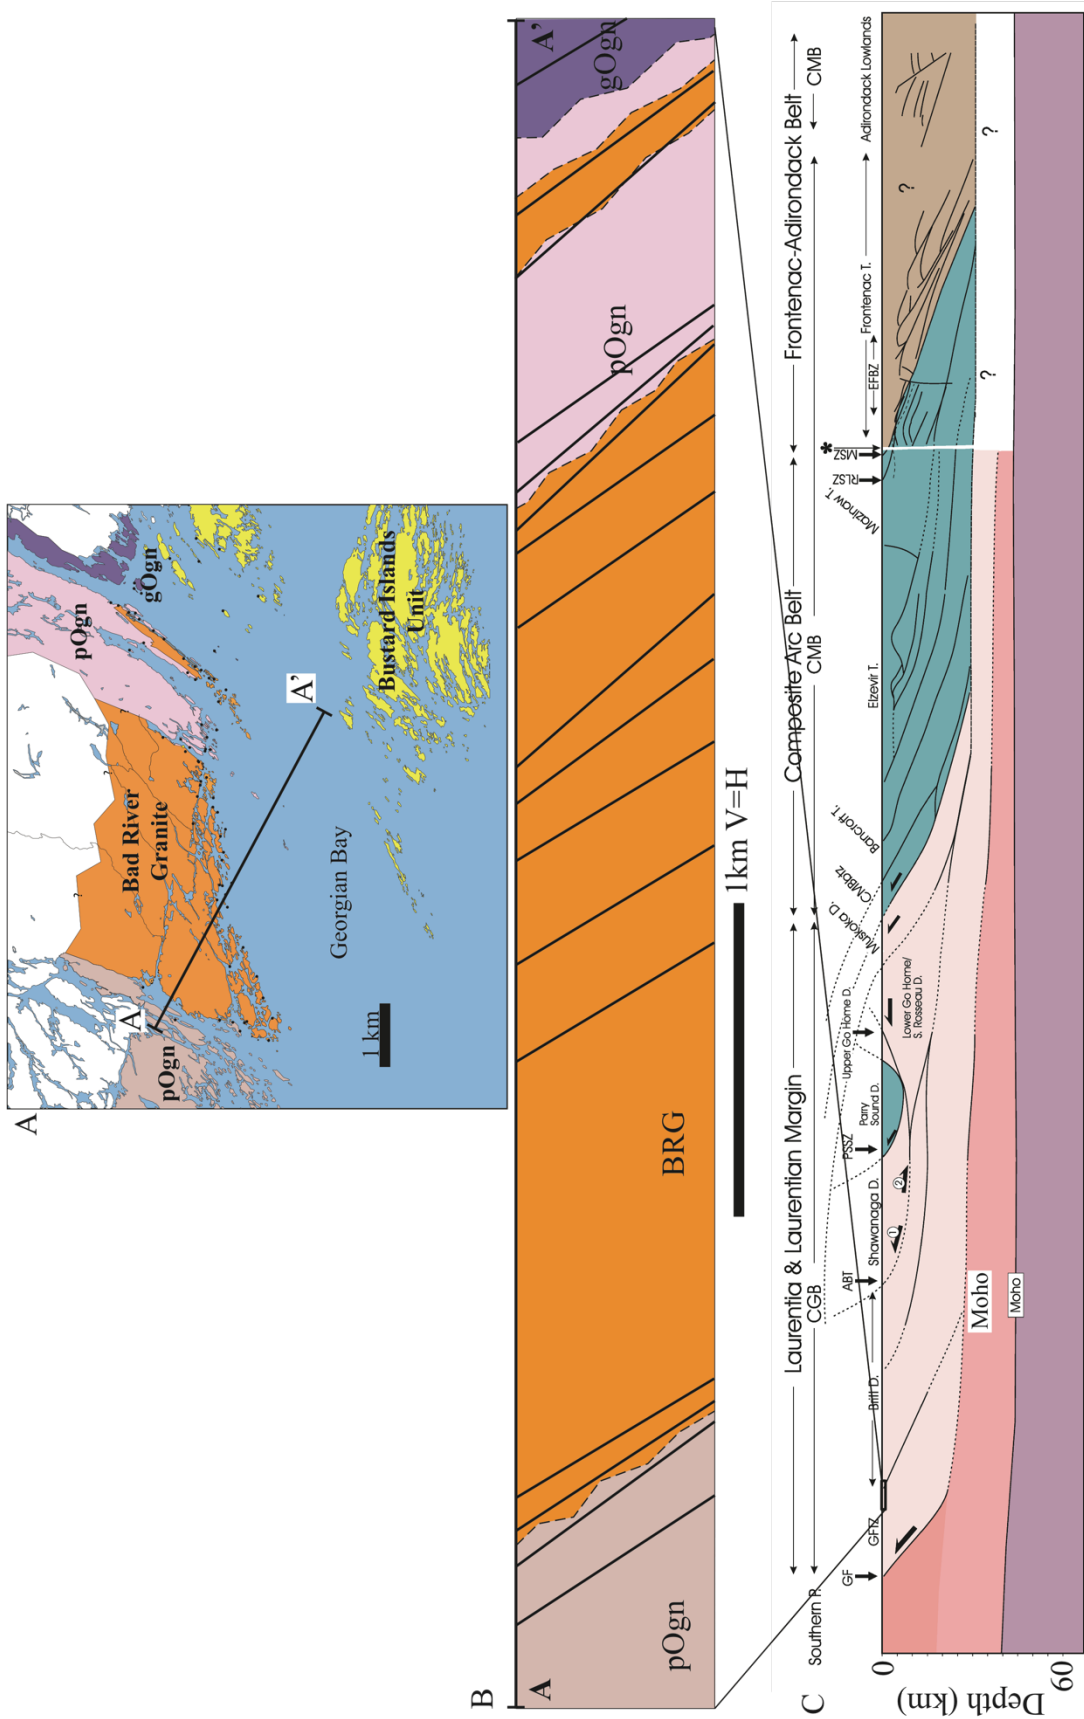 A
pOgn
A
Bad River
Granite
pOgn
gOgn
?
?
A'
Georgian Bay
Bustard Islands
Unit
1km
B
A
A'
pOgn
BRG
pOgn
gOgn
1km V=H
C
Laurentia & Laurentian Margin
Composite Arc Belt
Frontenac-Adirondack Belt
Southern P.
CGB
CMB
CMB
GF
GFTZ
Britt D.
ABT
Shawanaga D.
PSSZ
Parry
Sound D.
Upper Go Home D.
Lower Go Home/
S. Rosseau D.
Muskoka D.
CMBbtZ
Bancroft T.
Elzevir T.
Mazinaw T.
RLSZ
MSZ
*
EFBZ
Frontenac T.
Adirondack Lowlands
1
2
?
?
?
Moho
Moho
0
60
Depth (km)